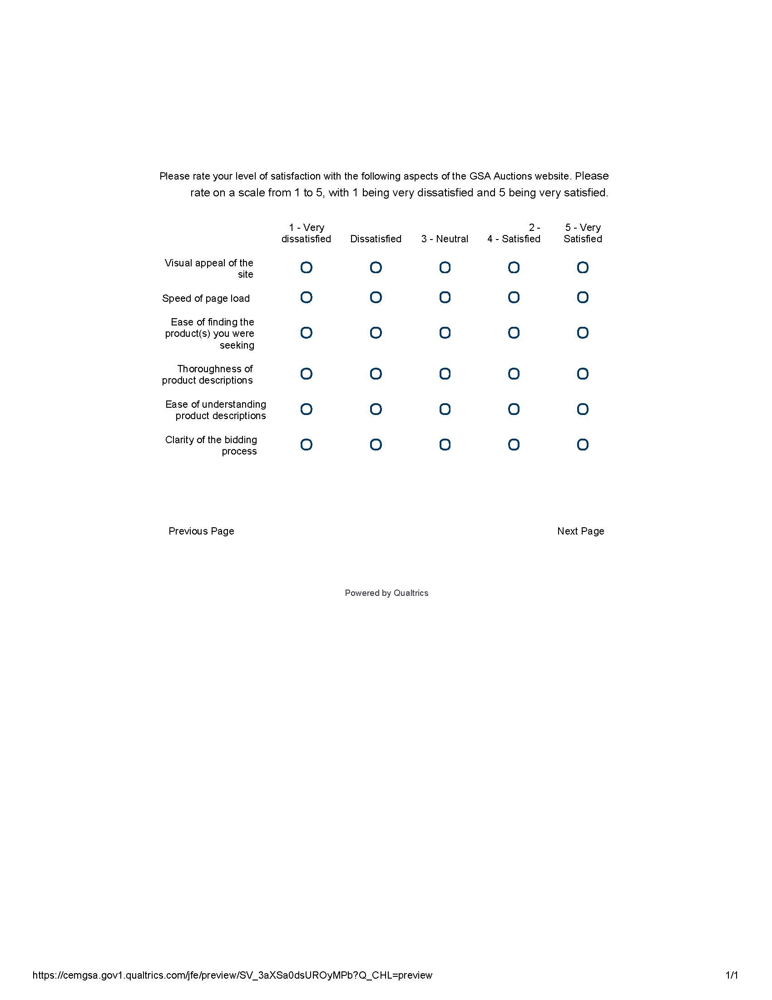 Please rate your level of satisfaction with the following aspects of the GSA Auctions website. Please
rate on a scale from 1 to 5, with 1 being very dissatisfied and 5 being very satisfied.
1 - Very 2 - 5 - Very
dissatisfied Dissatisfied 3 - Neutral 4 - Satisfied Satisfied
Visual appeal of the
site
Speed of page load
Ease of finding the
product(s) you were
seeking
Thoroughness of
product descriptions
Ease of understanding
product descriptions
Clarity of the bidding
process
Previous Page Next Page
Powered by Qualtrics
https://cemgsa.gov1.qualtrics.com/jfe/preview/SV_3aXSa0dsUROyMPb?Q_CHL=preview 1/1